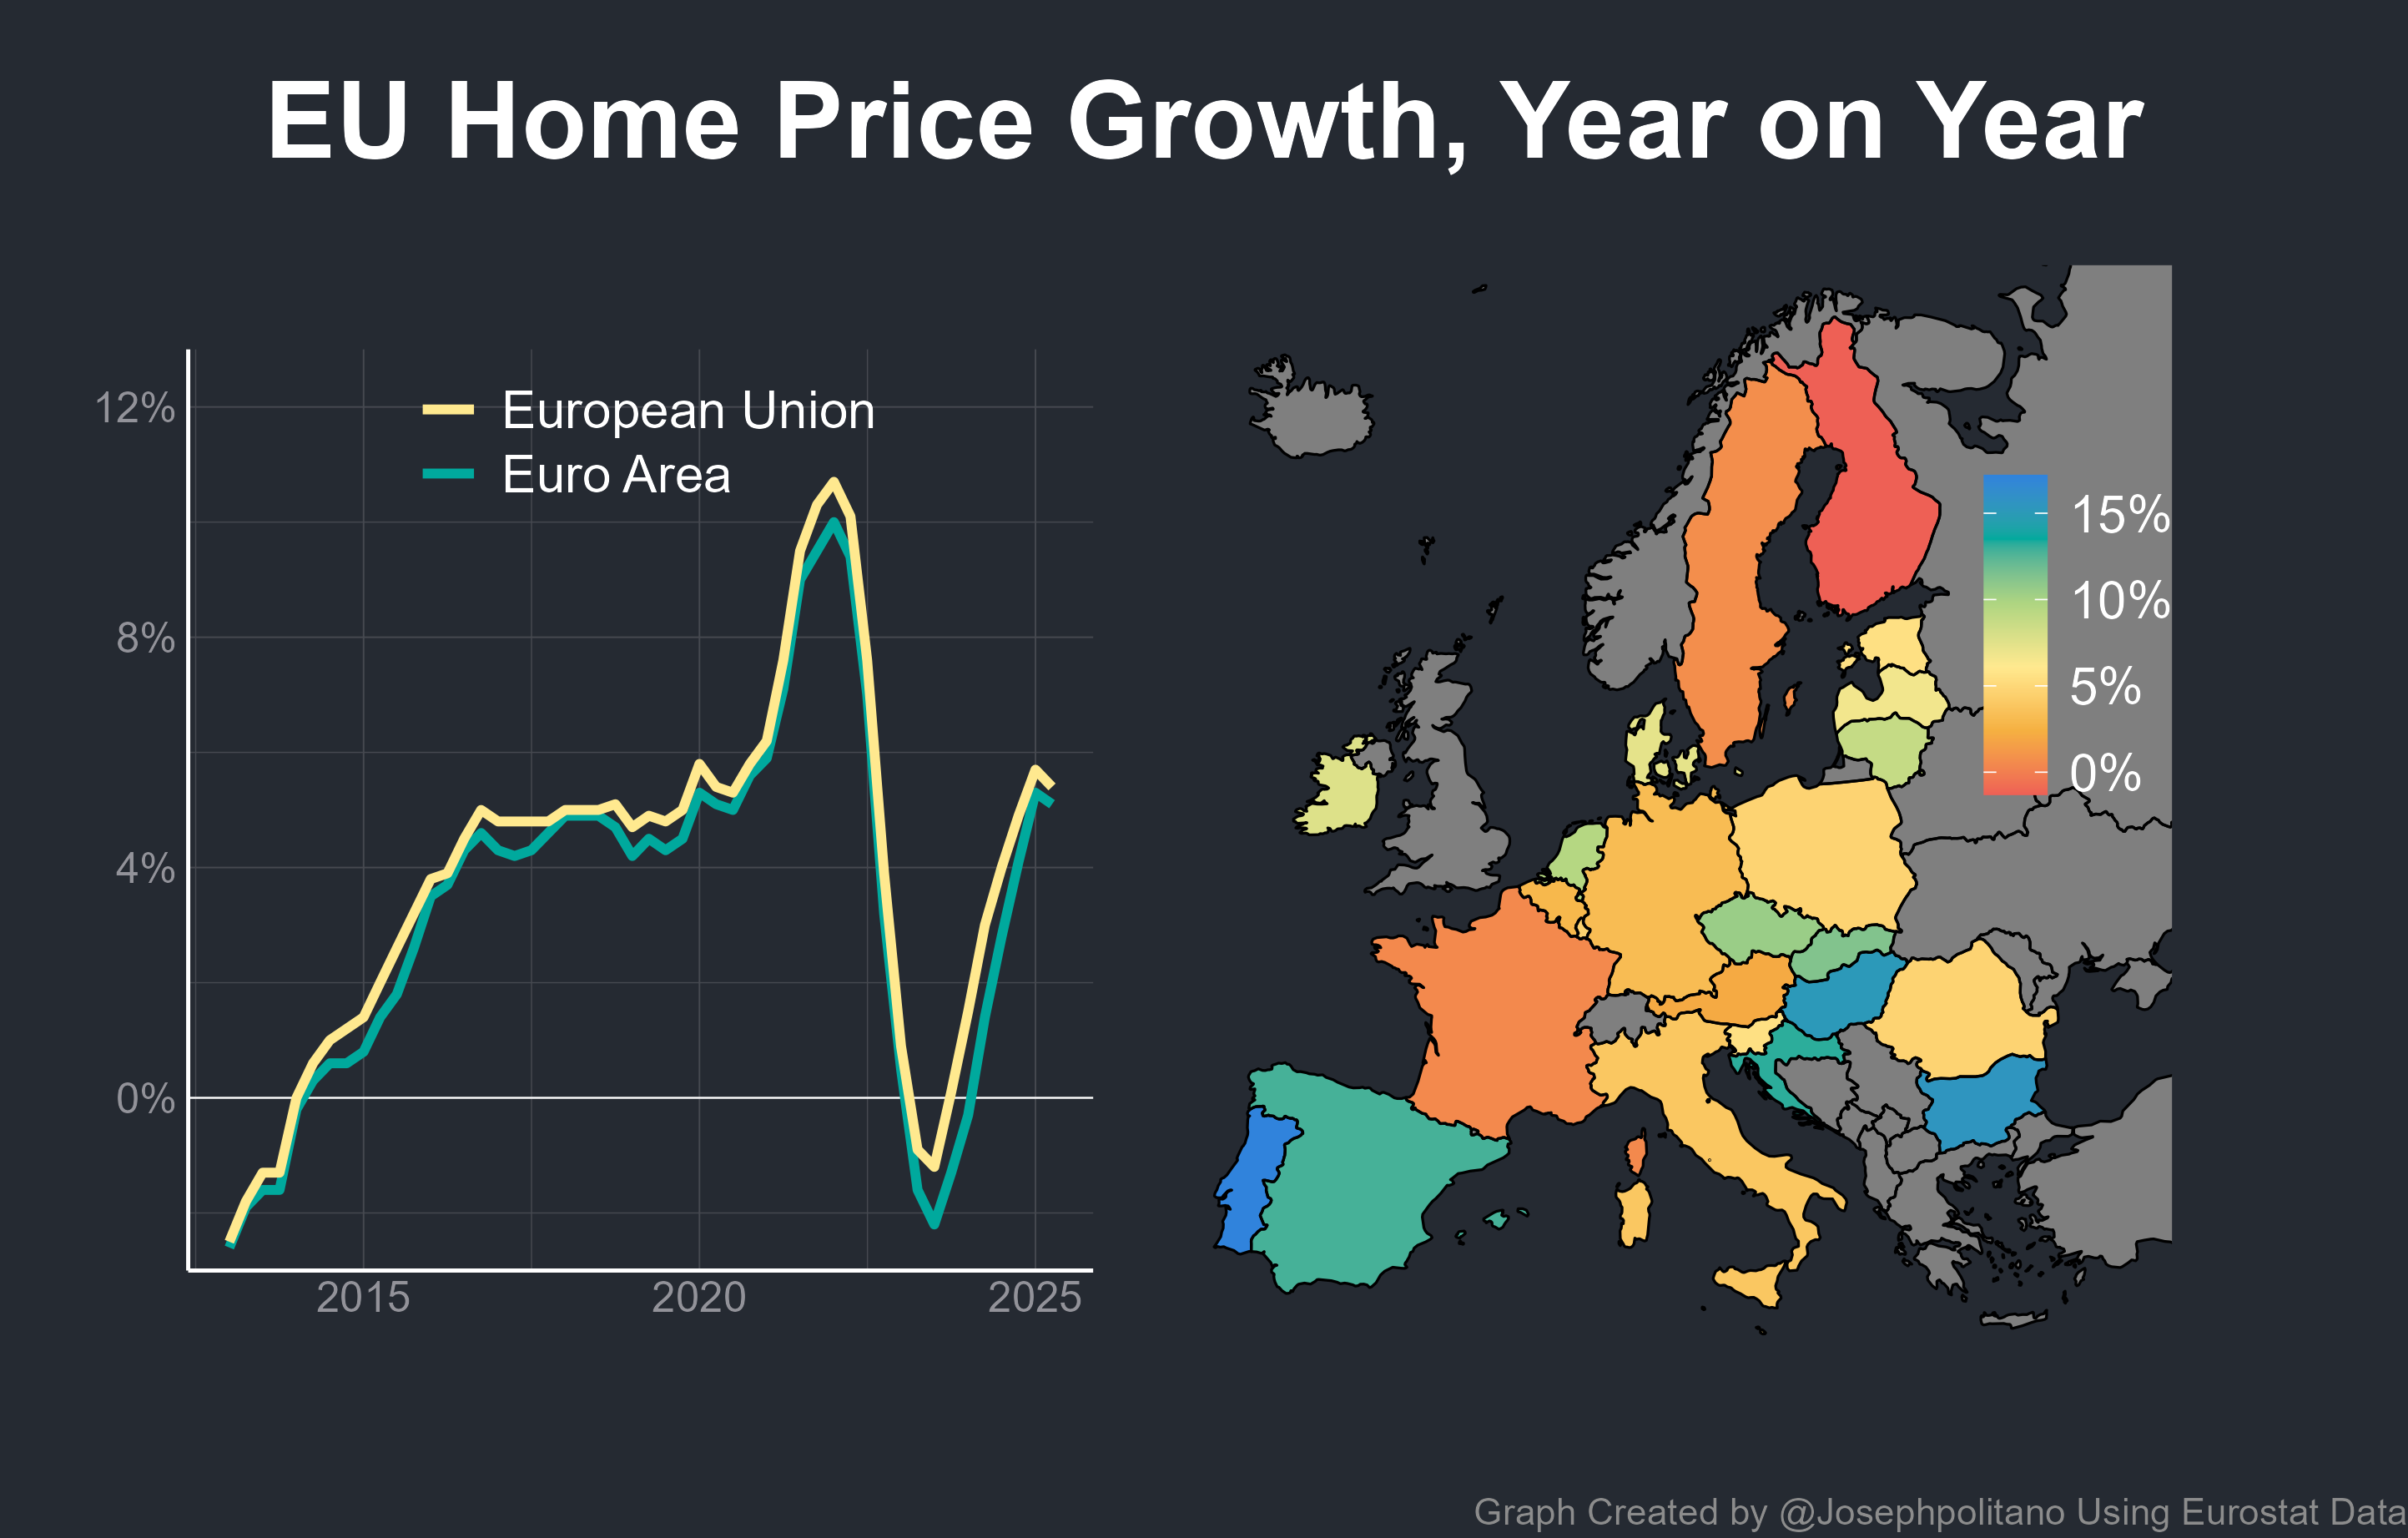 EU Home Price Growth, Year on Year
European Union
Euro Area
12%
8%
4%
0%
2015
2020
2025
15%
10%
5%
0%
Graph Created by @Josephpolitano Using Eurostat Data